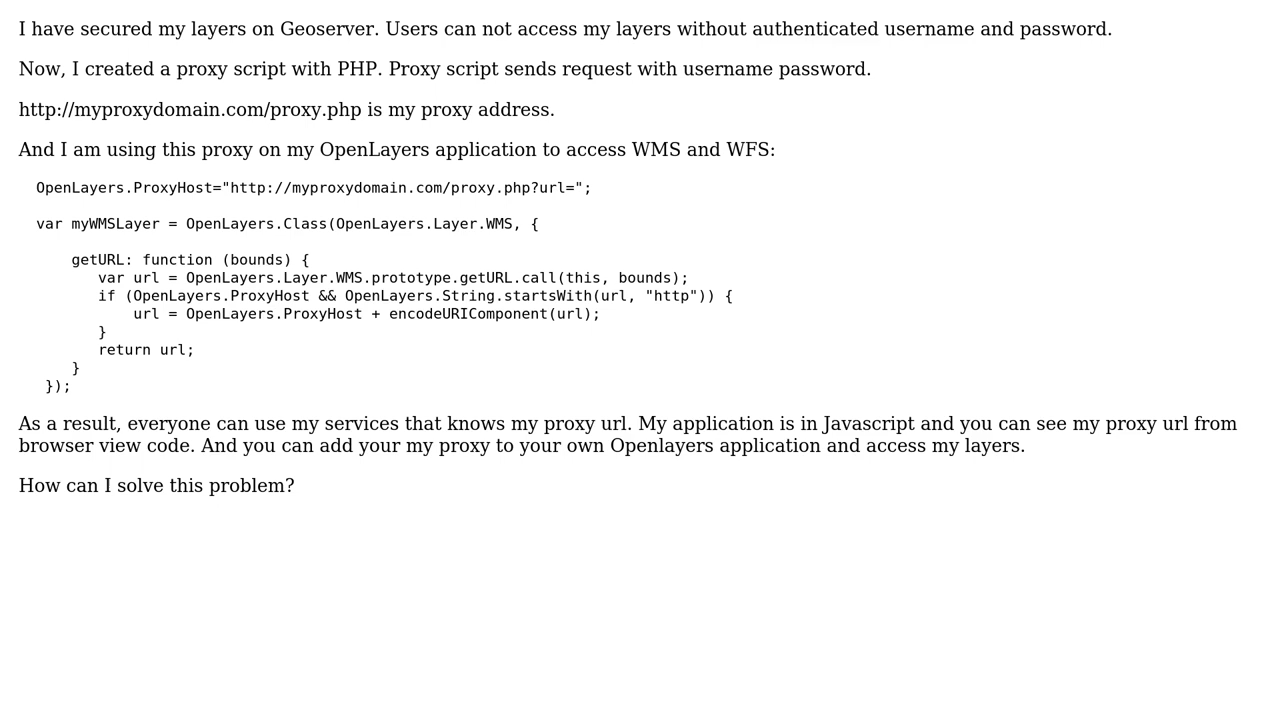 I have secured my layers on Geoserver. Users can not access my layers without authenticated username and password.
Now, I created a proxy script with PHP. Proxy script sends request with username password.
http://myproxydomain.com/proxy.php is my proxy address.
And I am using this proxy on my OpenLayers application to access WMS and WFS:
OpenLayers.ProxyHost="http://myproxydomain.com/proxy.php?url=";
var myWMSLayer = OpenLayers.Class(OpenLayers.Layer.WMS, {
getURL: function (bounds) {
var url = OpenLayers.Layer.WMS.prototype.getURL.call(this, bounds);
if (OpenLayers.ProxyHost && OpenLayers.String.startsWith(url, "http")) {
url = OpenLayers.ProxyHost + encodeURIComponent(url);
}
return url;
}
});
As a result, everyone can use my services that knows my proxy url. My application is in Javascript and you can see my proxy url from
browser view code. And you can add your my proxy to your own Openlayers application and access my layers.
How can I solve this problem?